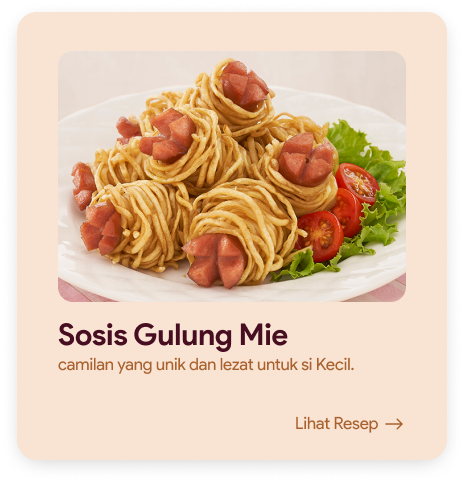 Sosis Gulung Mie
camilan yang unik dan lezat untuk si Kecil.
Lihat Resep →